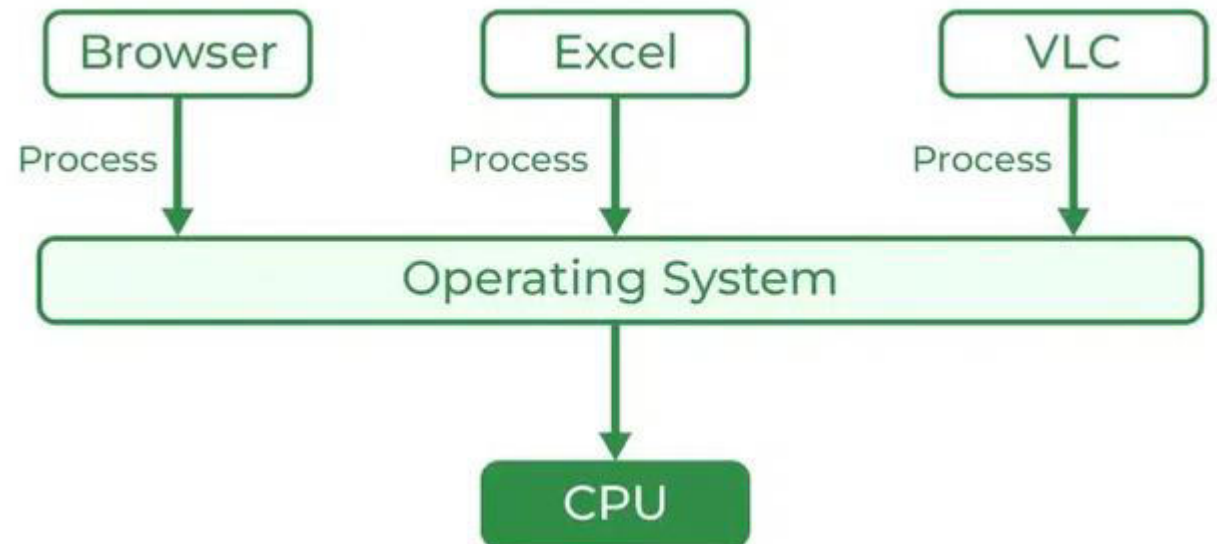 Browser
Excel
VLC
Process
Process
Process
Operating System
CPU